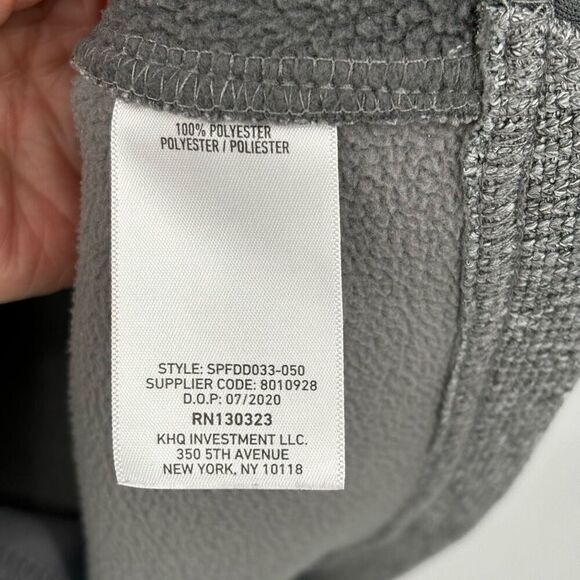 100% POLYESTER
POLYESTER / POLIESTER
STYLE: SPFDD033-050
SUPPLIER CODE: 8010928
D.O.P: 07/2020
RN130323
KHQ INVESTMENT LLC.
350 5TH AVENUE
NEW YORK, NY 10118